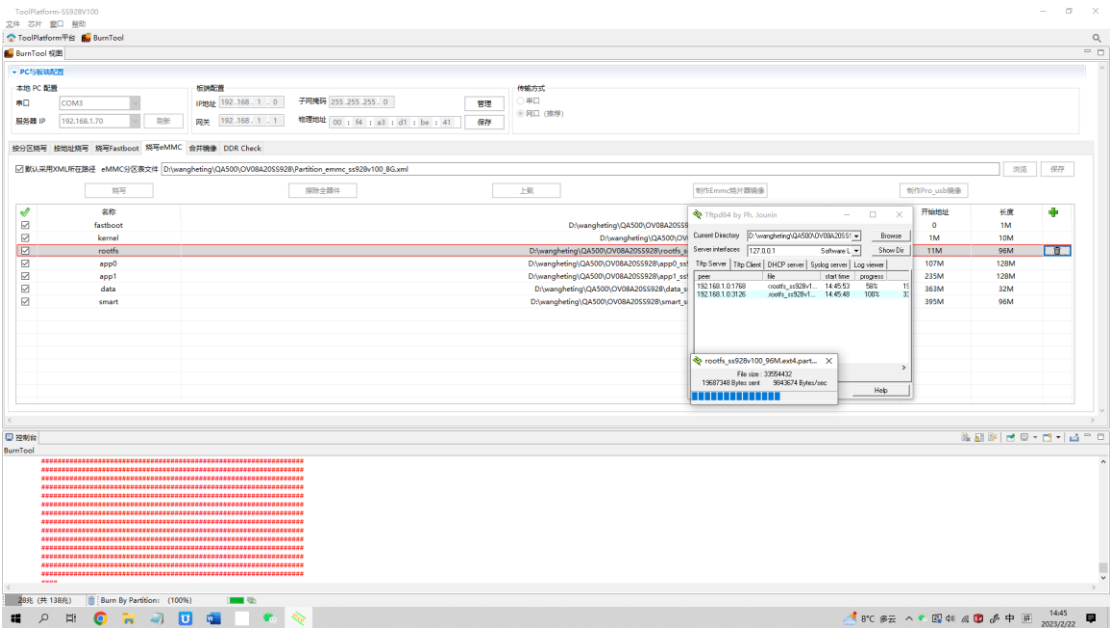 ToolPlatform-SS928V100
文件 芯片 窗口 帮助
ToolPlatform平台 BurnTool
BurnTool 视图
PC与板端配置
本地 PC 配置 板端配置 传输方式
串口 COM3 IP地址 192.168. 1 . 0 子网掩码 255.255.255. 0 管理 串口
服务器 IP 192.168.1.70 刷新 网关 192.168. 1 . 1 物理地址 00 : f4 : a3 : d1 : be : 41 保存 网口 (推荐)
按分区烧写 按地址烧写 烧写Fastboot 烧写eMMC 合并镜像 DDR Check
默认采用XML所在路径 eMMC分区表文件 D:\wangheting\QA500\OV08A20SS928\Partition_emmc_ss928v100_8G.xml 浏览 保存
烧写 擦除全器件 上载 制作Emmc烧片器镜像 制作Pro_usb镜像
名称 开始地址 长度
fastboot D:\wangheting\QA500\OV08A20SS9 0 1M
kernel D:\wangheting\QA500\OV 1M 10M
rootfs D:\wangheting\QA500\OV08A20SS928\rootfs_s 11M 96M
app0 D:\wangheting\QA500\OV08A20SS928\app0_ss 107M 128M
app1 D:\wangheting\QA500\OV08A20SS928\app1_ss 235M 128M
data D:\wangheting\QA500\OV08A20SS928\data_s 363M 32M
smart D:\wangheting\QA500\OV08A20SS928\smart_s 395M 96M
Tftpd64 by Ph. Jounin
Current Directory D:\wangheting\QA500\OV08A20SS Browse
Server interfaces 127.0.0.1 Software L Show Dir
Tftp Server Tftp Client DHCP server Syslog server Log viewer
peer file start time progress
192.168.1.0:1768 <rootfs_ss928v1... 14:45:53 58%
192.168.1.0:3126 .rootfs_ss928v1... 14:45:48 100%
rootfs_ss928v100_96M.ext4.part...
File size : 33554432
19687348 Bytes sent 9843674 Bytes/sec
Help
控制台
BurnTool
28兆 (共 138兆) Burn By Partition: (100%)
8°C 多云 中 拼 14:45
2023/2/22